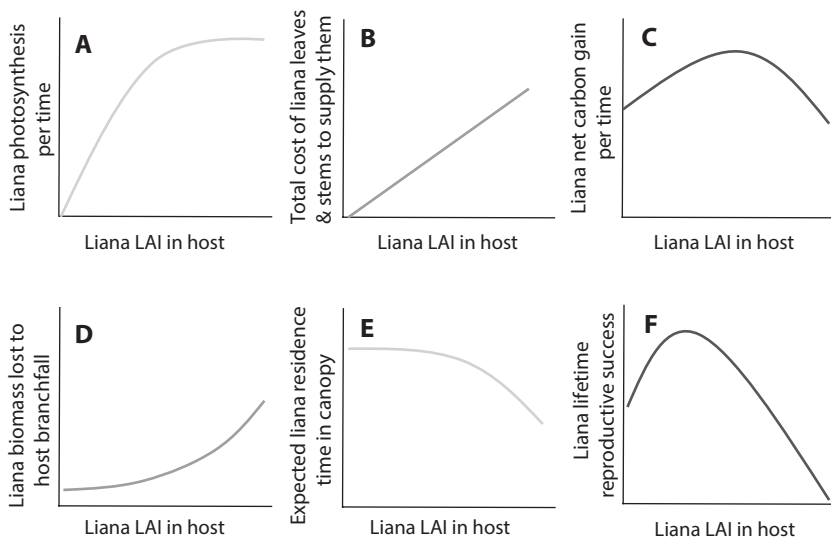 A
Liana photosynthesis
per time
Liana LAI in host
B
Total cost of liana leaves
& stems to supply them
Liana LAI in host
C
Liana net carbon gain
per time
Liana LAI in host
D
Liana biomass lost to
host branchfall
Liana LAI in host
E
Expected liana residence
time in canopy
Liana LAI in host
F
Liana lifetime
reproductive success
Liana LAI in host